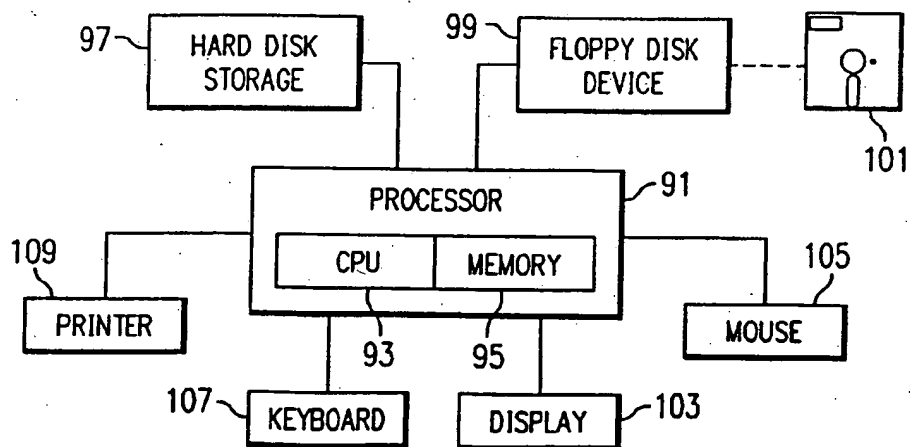 97
HARD DISK
STORAGE
99
FLOPPY DISK
DEVICE
101
PROCESSOR
91
CPU
MEMORY
93
95
109
PRINTER
105
MOUSE
107
KEYBOARD
DISPLAY
103